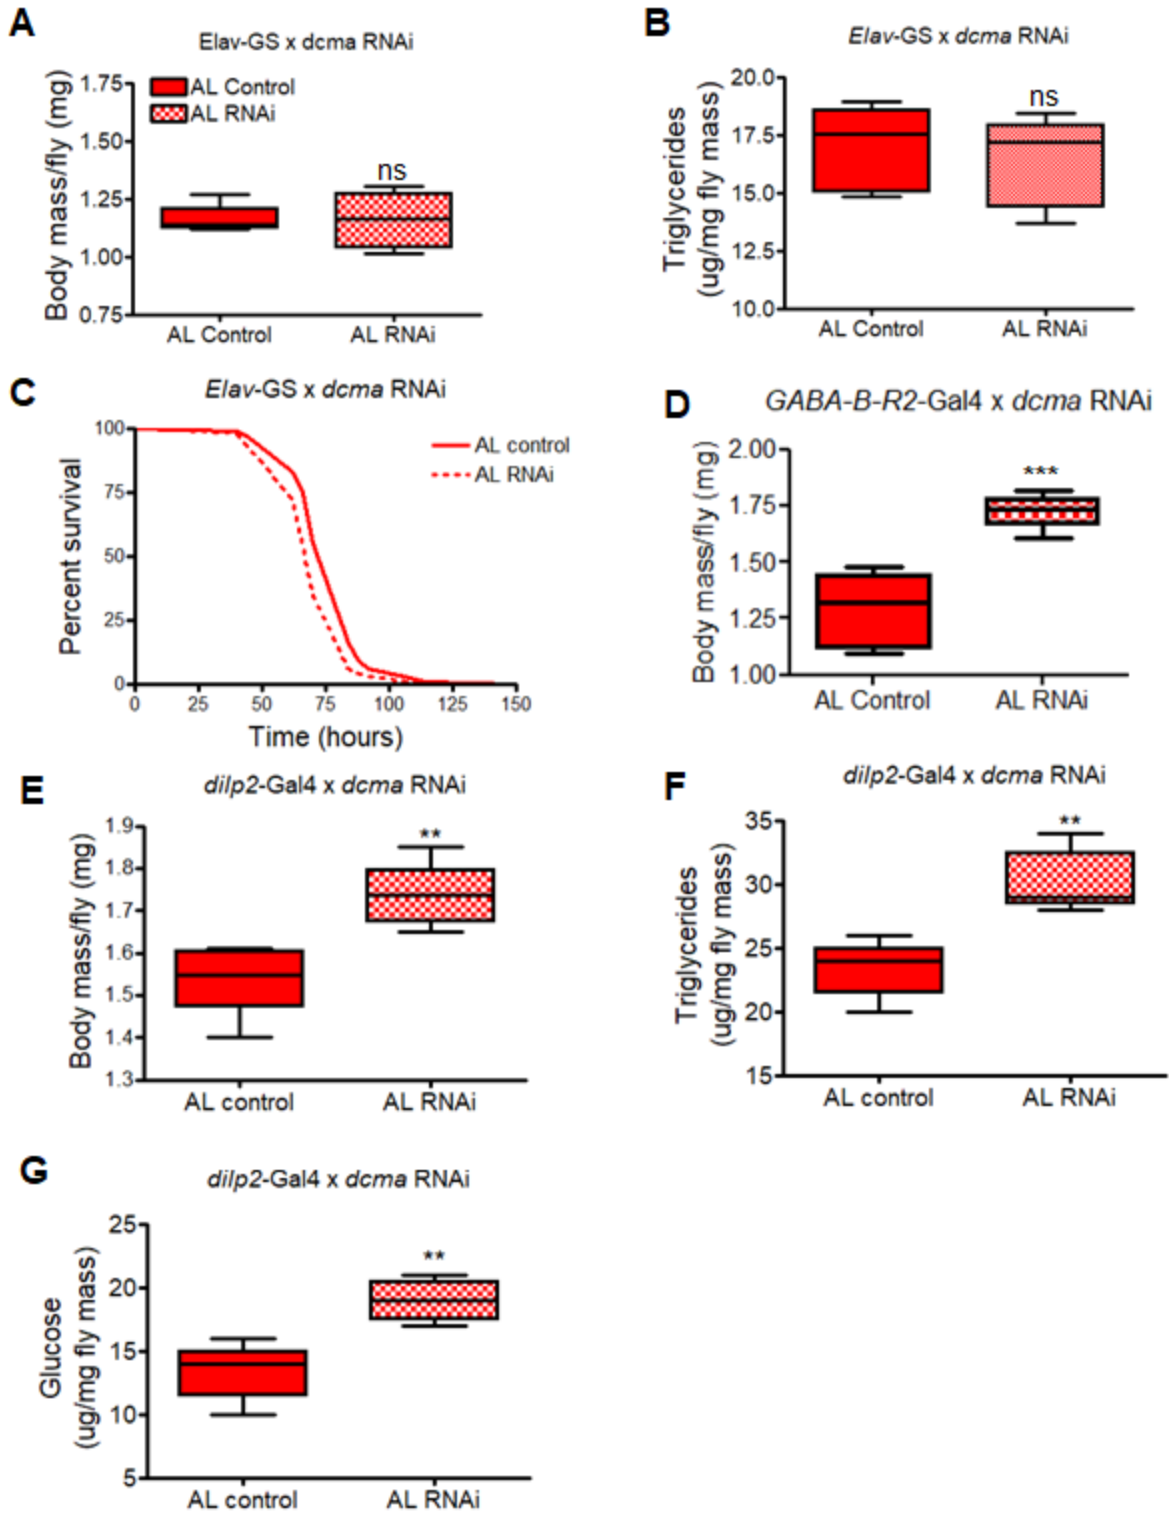 A
Elav-GS x dcma RNAi
Body mass/fly (mg)
1.75
1.50
1.25
1.00
0.75
AL Control
AL RNAi
ns
AL Control
AL RNAi
B
Elav-GS x dcma RNAi
Triglycerides
(ug/mg fly mass)
20.0
17.5
15.0
12.5
10.0
ns
AL Control
AL RNAi
C
Elav-GS x dcma RNAi
Percent survival
100
75
50
25
0
AL control
AL RNAi
0 25 50 75 100 125 150
Time (hours)
D
GABA-B-R2-Gal4 x dcma RNAi
Body mass/fly (mg)
2.00
1.75
1.50
1.25
1.00
***
AL Control
AL RNAi
E
dilp2-Gal4 x dcma RNAi
Body mass/fly (mg)
1.9
1.8
1.7
1.6
1.5
1.4
1.3
**
AL control
AL RNAi
F
dilp2-Gal4 x dcma RNAi
Triglycerides
(ug/mg fly mass)
35
30
25
20
15
**
AL control
AL RNAi
G
dilp2-Gal4 x dcma RNAi
Glucose
(ug/mg fly mass)
25
20
15
10
5
**
AL control
AL RNAi